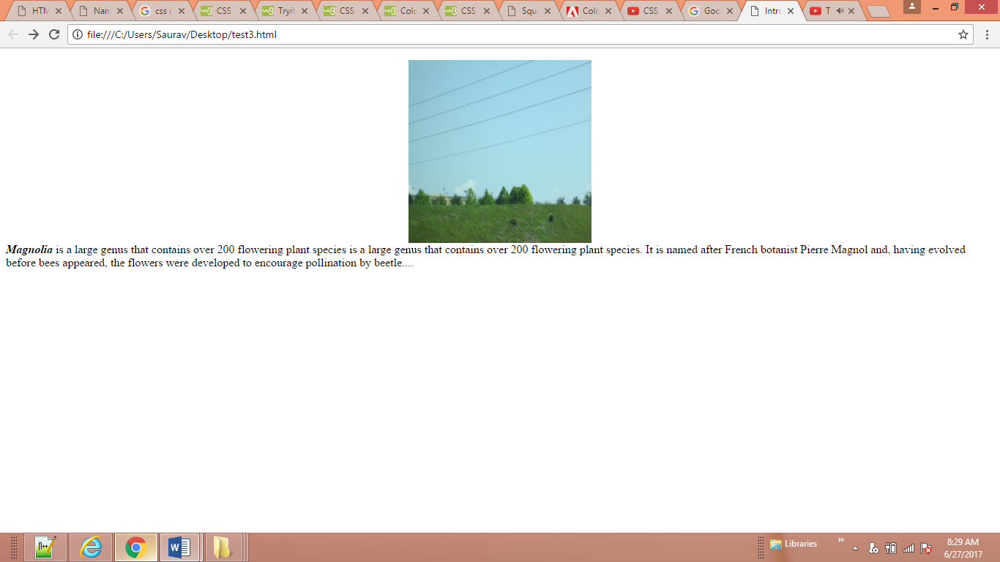 HTM Nam css r CSS Tryit CSS Colo CSS Squa Colo CSS Goo Intro T
file:///C:/Users/Saurav/Desktop/test3.html
Magnolia is a large genus that contains over 200 flowering plant species is a large genus that contains over 200 flowering plant species. It is named after French botanist Pierre Magnol and, having evolved
before bees appeared, the flowers were developed to encourage pollination by beetle....
Libraries
8:29 AM
6/27/2017